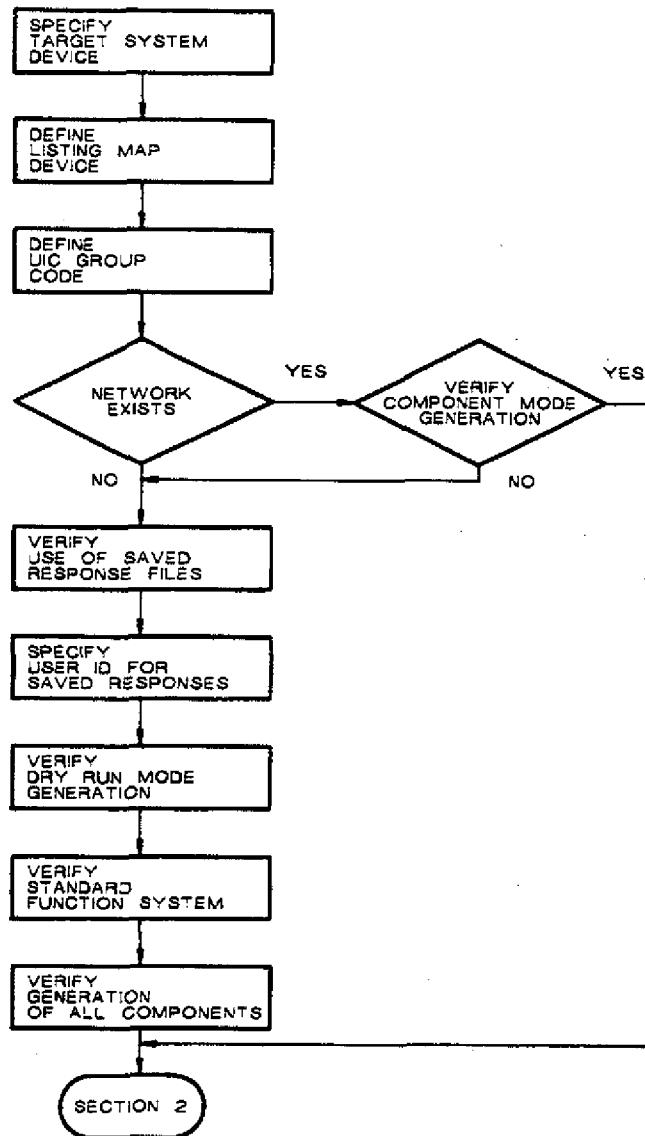 SPECIFY
TARGET SYSTEM
DEVICE
DEFINE
LISTING MAP
DEVICE
DEFINE
UIC GROUP
CODE
NETWORK
EXISTS
YES
VERIFY
COMPONENT MODE
GENERATION
YES
NO
NO
VERIFY
USE OF SAVED
RESPONSE FILES
SPECIFY
USER ID FOR
SAVED RESPONSES
VERIFY
DRY RUN MODE
GENERATION
VERIFY
STANDARD
FUNCTION SYSTEM
VERIFY
GENERATION
OF ALL COMPONENTS
SECTION 2